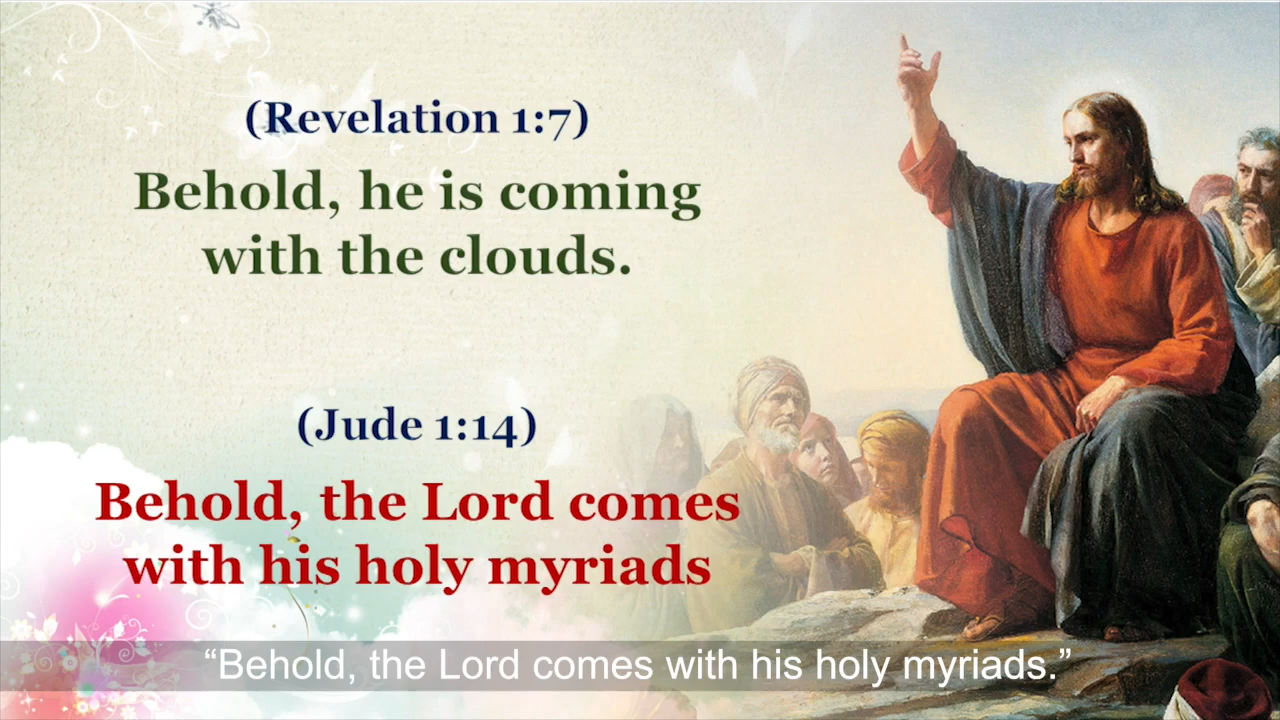 (Revelation 1:7)
Behold, he is coming
with the clouds.
(Jude 1:14)
Behold, the Lord comes
with his holy myriads
“Behold, the Lord comes with his holy myriads.”